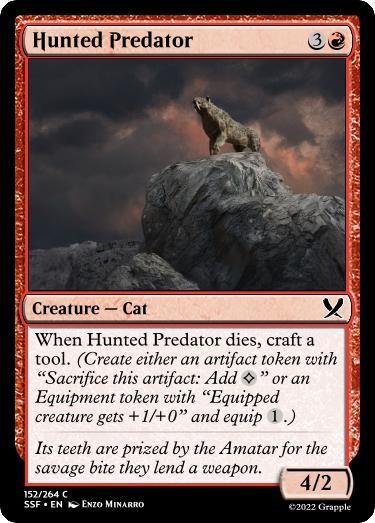 Hunted Predator 3
Creature — Cat
When Hunted Predator dies, craft a
tool. (Create either an artifact token with
“Sacrifice this artifact: Add ” or an
Equipment token with “Equipped
creature gets +1/+0” and equip 1.)
Its teeth are prized by the Amatar for the
savage bite they lend a weapon.
4/2
152/264 C
SSF • EN Enzo Minarro
©2022 Grapple